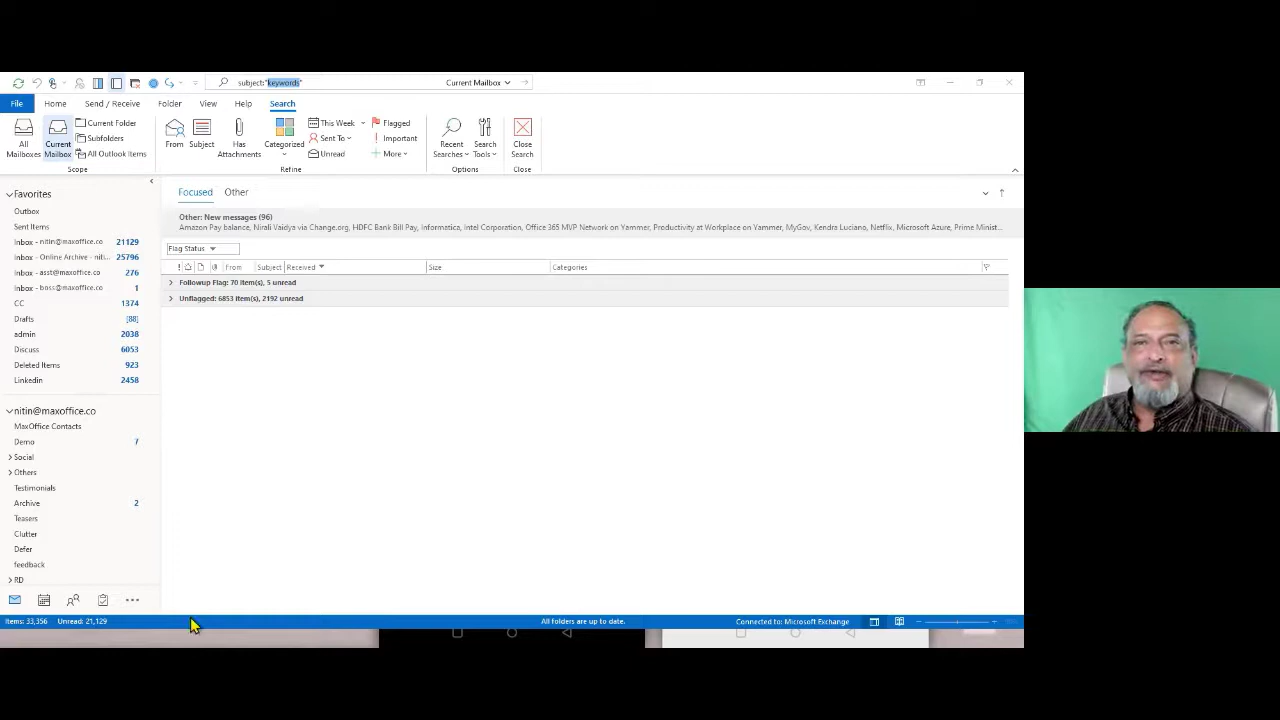 subject:"keywords"
Current Mailbox
File Home Send / Receive Folder View Help Search
All Mailboxes
Current Mailbox
Current Folder
Subfolders
All Outlook Items
Scope
From
Subject
Has Attachments
Categorized
This Week
Sent To
Unread
Flagged
Important
More
Refine
Recent Searches
Search Tools
Options
Close Search
Close
Favorites
Outbox
Sent Items
Inbox - nitin@maxoffice.co 21129
Inbox - Online Archive - niti... 25796
Inbox - asst@maxoffice.co 276
Inbox - boss@maxoffice.co 1
CC 1374
Drafts [88]
admin 2038
Discuss 6053
Deleted Items 923
Linkedin 2458
nitin@maxoffice.co
MaxOffice Contacts
Demo 7
Social
Others
Testimonials
Archive 2
Teasers
Clutter
Defer
feedback
RD
Focused Other
Other: New messages (96)
Amazon Pay balance, Nirali Vaidya via Change.org, HDFC Bank Bill Pay, Informatica, Intel Corporation, Office 365 MVP Network on Yammer, Productivity at Workplace on Yammer, MyGov, Kendra Luciano, Netflix, Microsoft Azure, Prime Minist...
Flag Status
From Subject Received Size Categories
Followup Flag: 70 item(s), 5 unread
Unflagged: 6853 item(s), 2192 unread
Items: 33,356 Unread: 21,129 All folders are up to date. Connected to: Microsoft Exchange